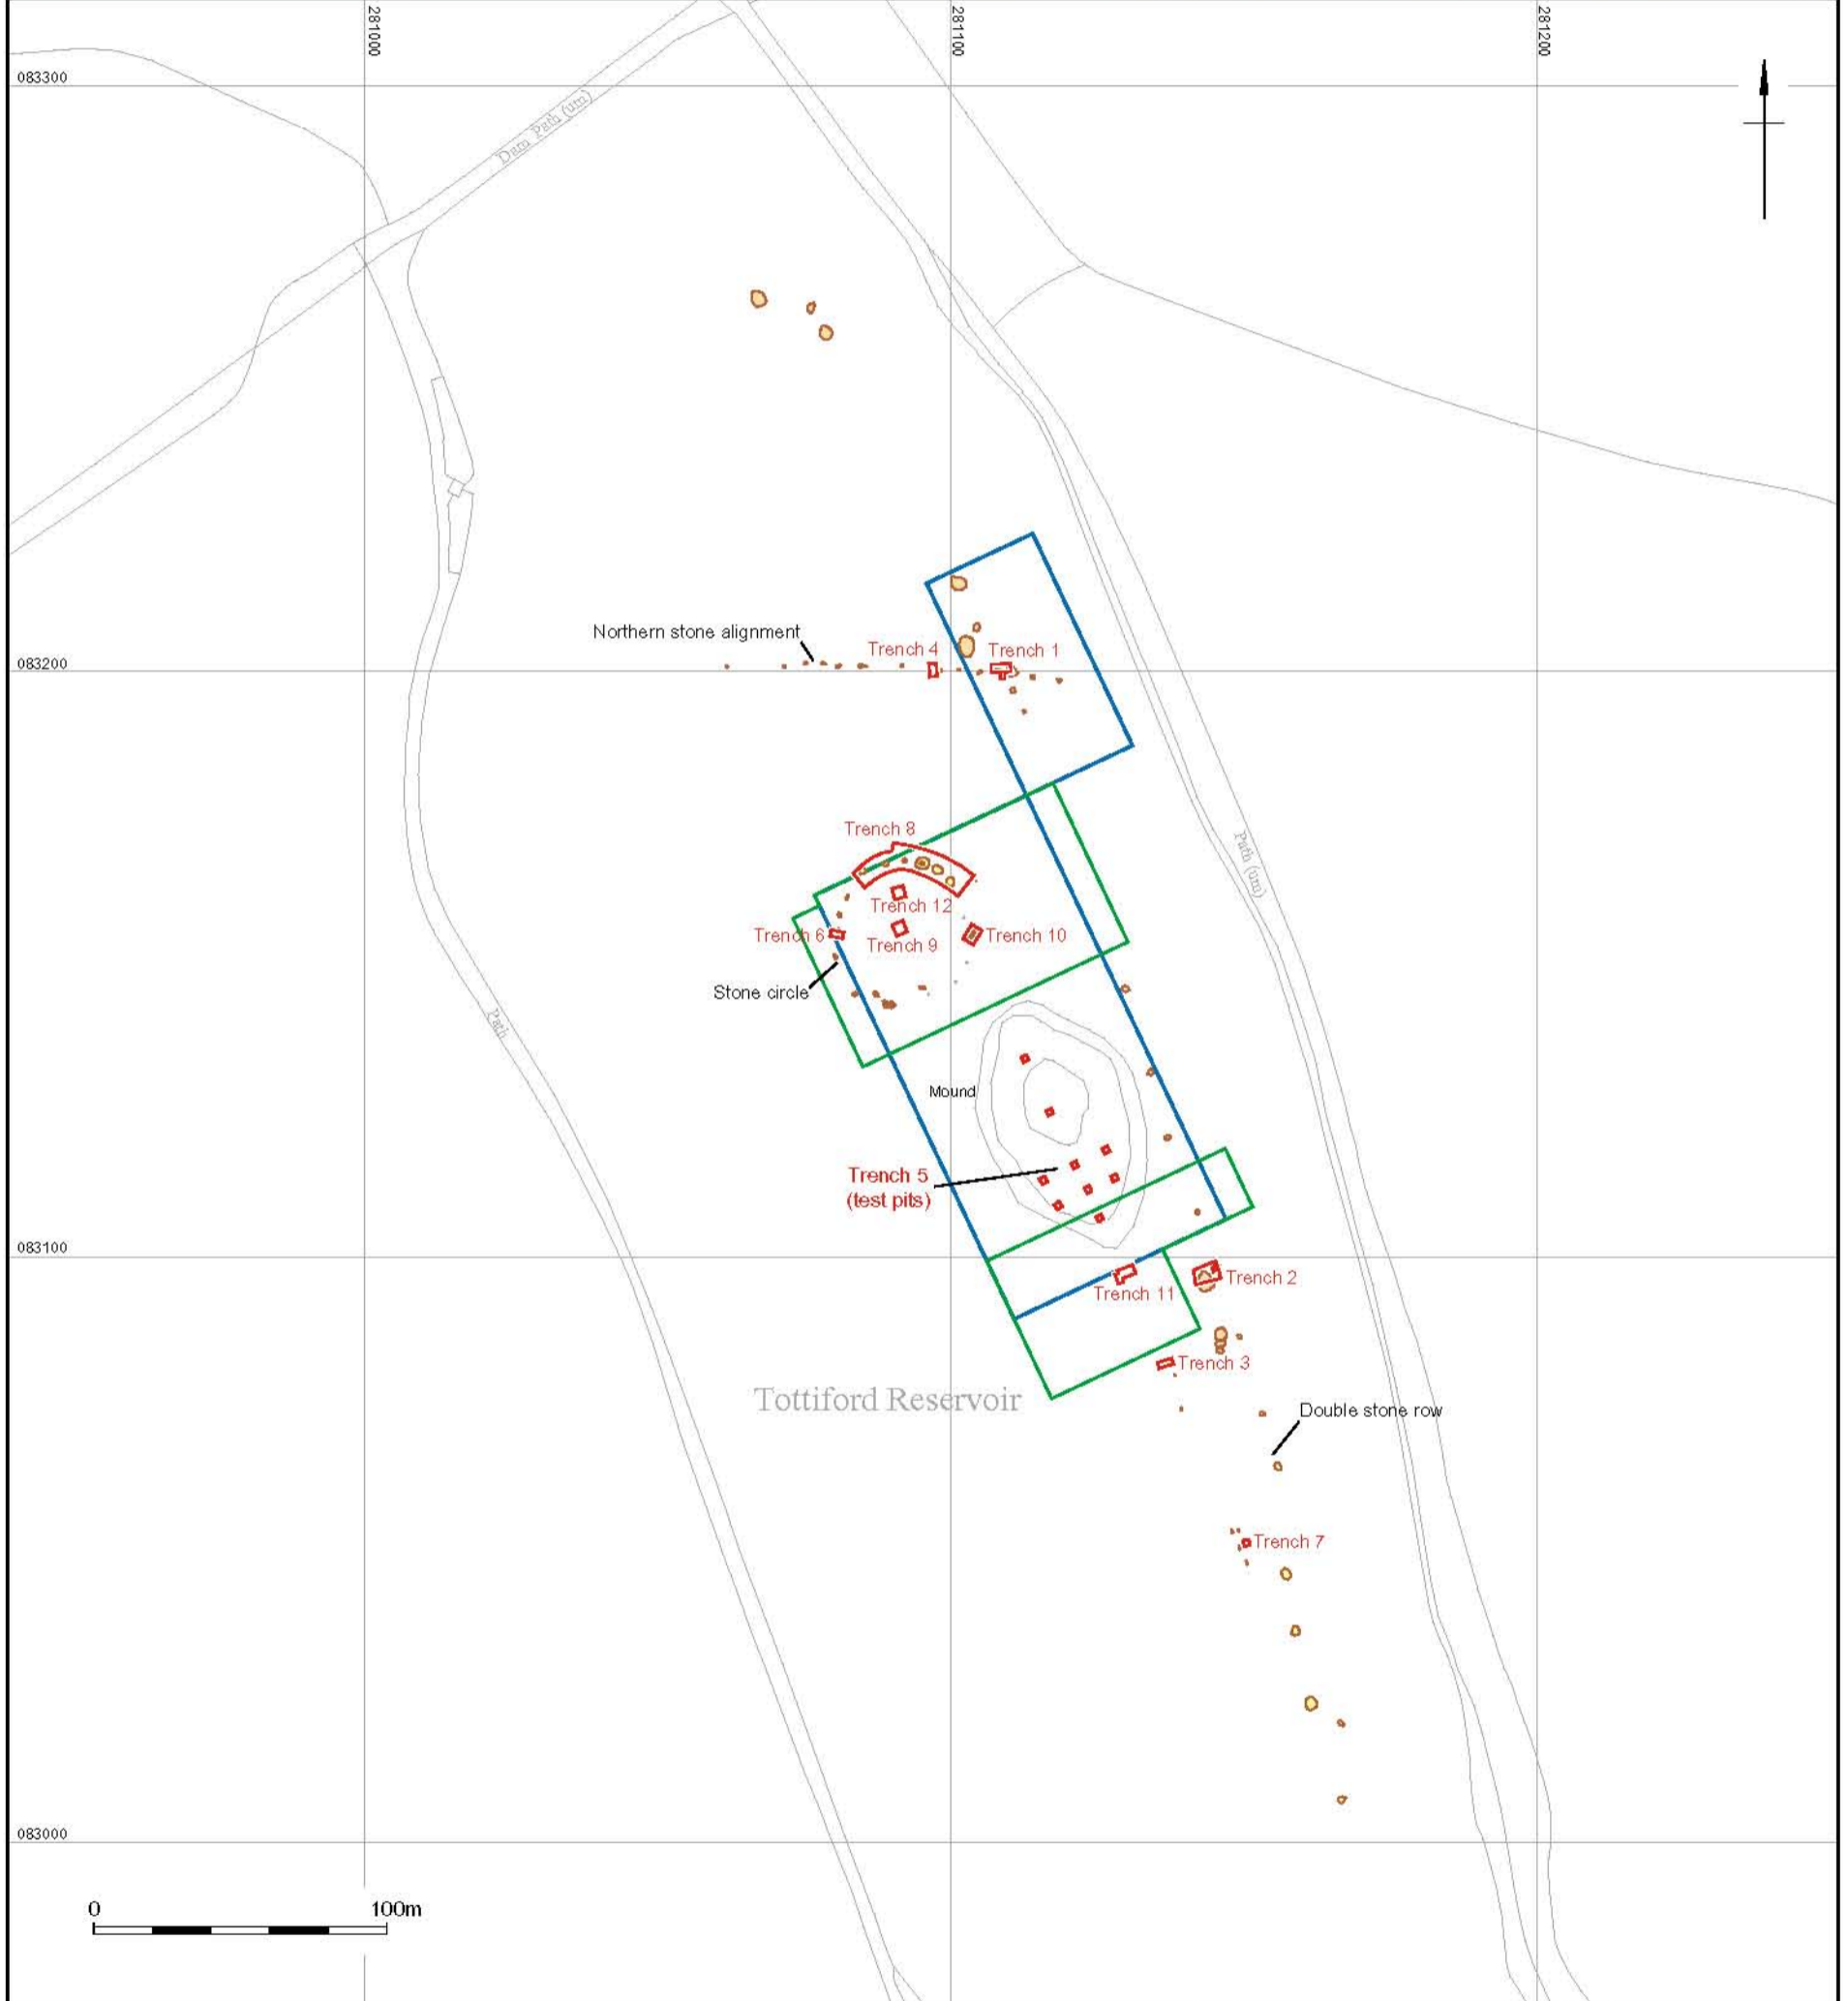 281000
281100
281200
083300
Dam Path (um)
Northern stone alignment
Trench 4
Trench 1
083200
Trench 8
Path (um)
Trench 12
Trench 6
Trench 9
Trench 10
Stone circle
Path
Mound
Trench 5
(test pits)
083100
Trench 2
Trench 11
Trench 3
Tottiford Reservoir
Double stone row
Trench 7
083000
0 100m